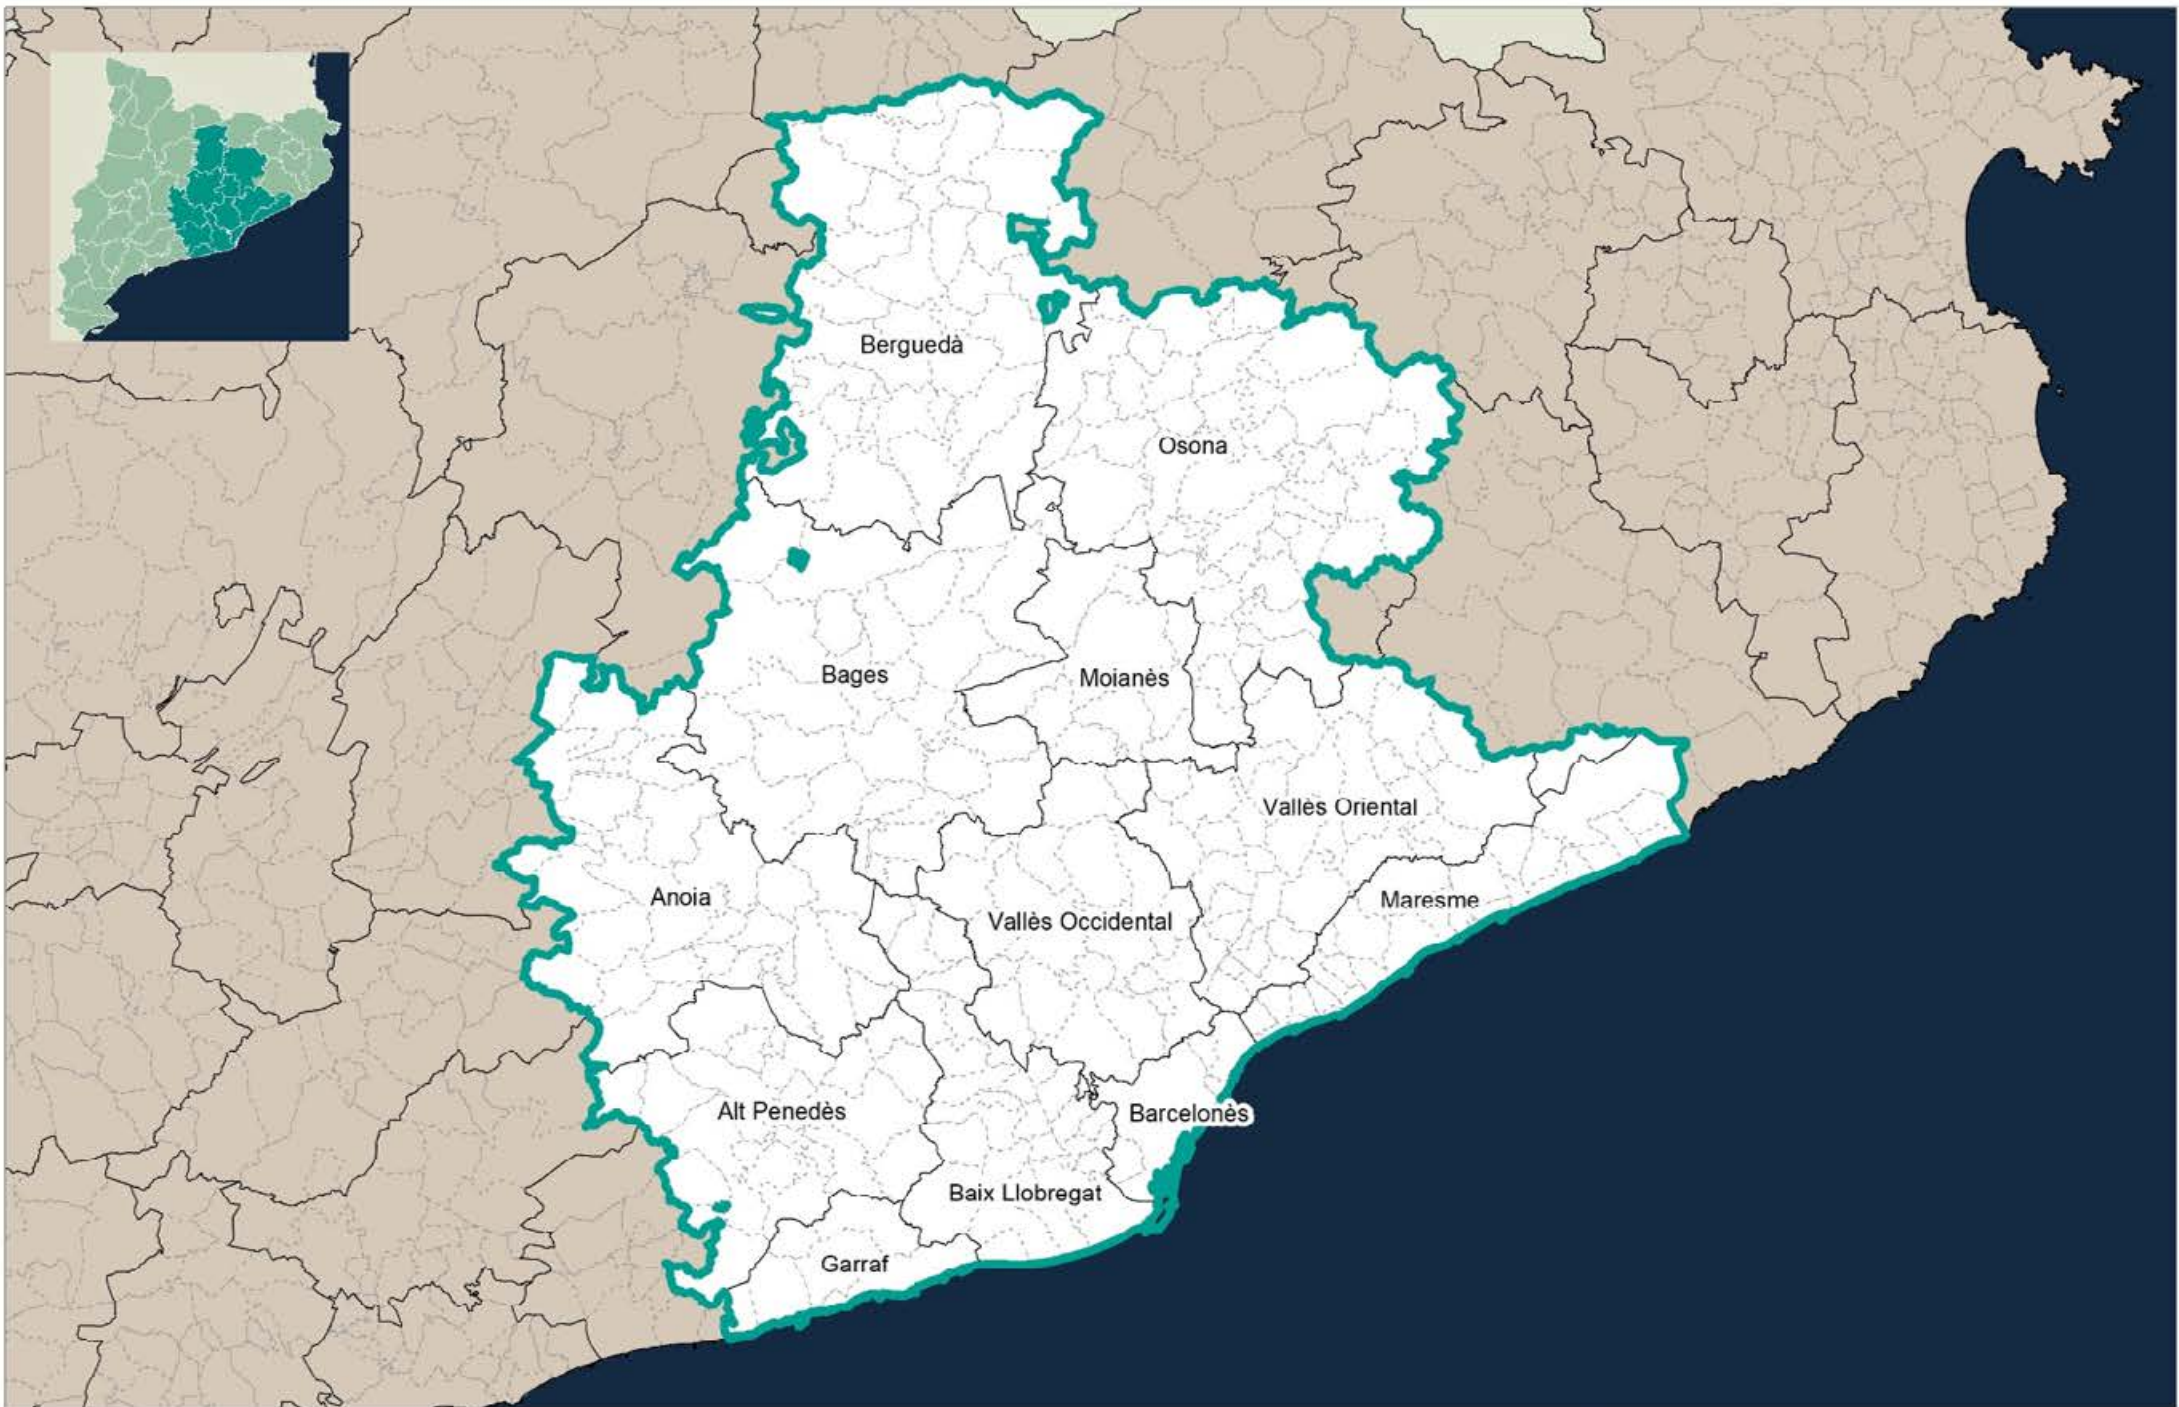 Berguedà
Osona
Bages
Moianès
Vallès Oriental
Anoia
Maresme
Vallès Occidental
Alt Penedès
Barcelonès
Baix Llobregat
Garraf